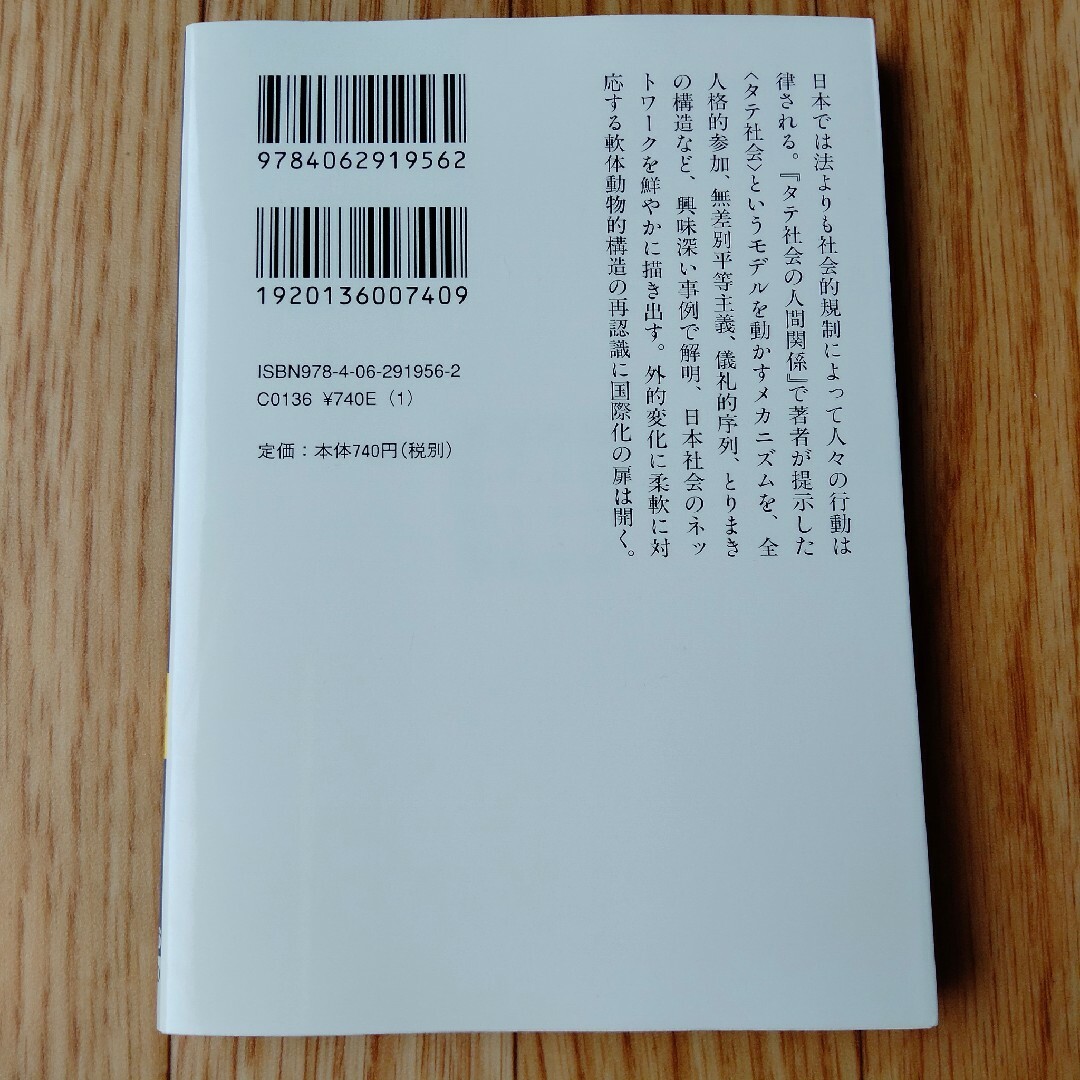 日本では法よりも社会的規制によって人々の行動は
律される。『タテ社会の人間関係』で著者が提示した
〈タテ社会〉というモデルを動かすメカニズムを、全
人格的参加、無差別平等主義、儀礼的序列、とりまき
の構造など、興味深い事例で解明、日本社会のネッ
トワークを鮮やかに描き出す。外的変化に柔軟に対
応する軟体動物的構造の再認識に国際化の扉は開く。
9784062919562
1920136007409
ISBN978-4-06-291956-2
C0136 ¥740E (1)
定価：本体740円(税別)